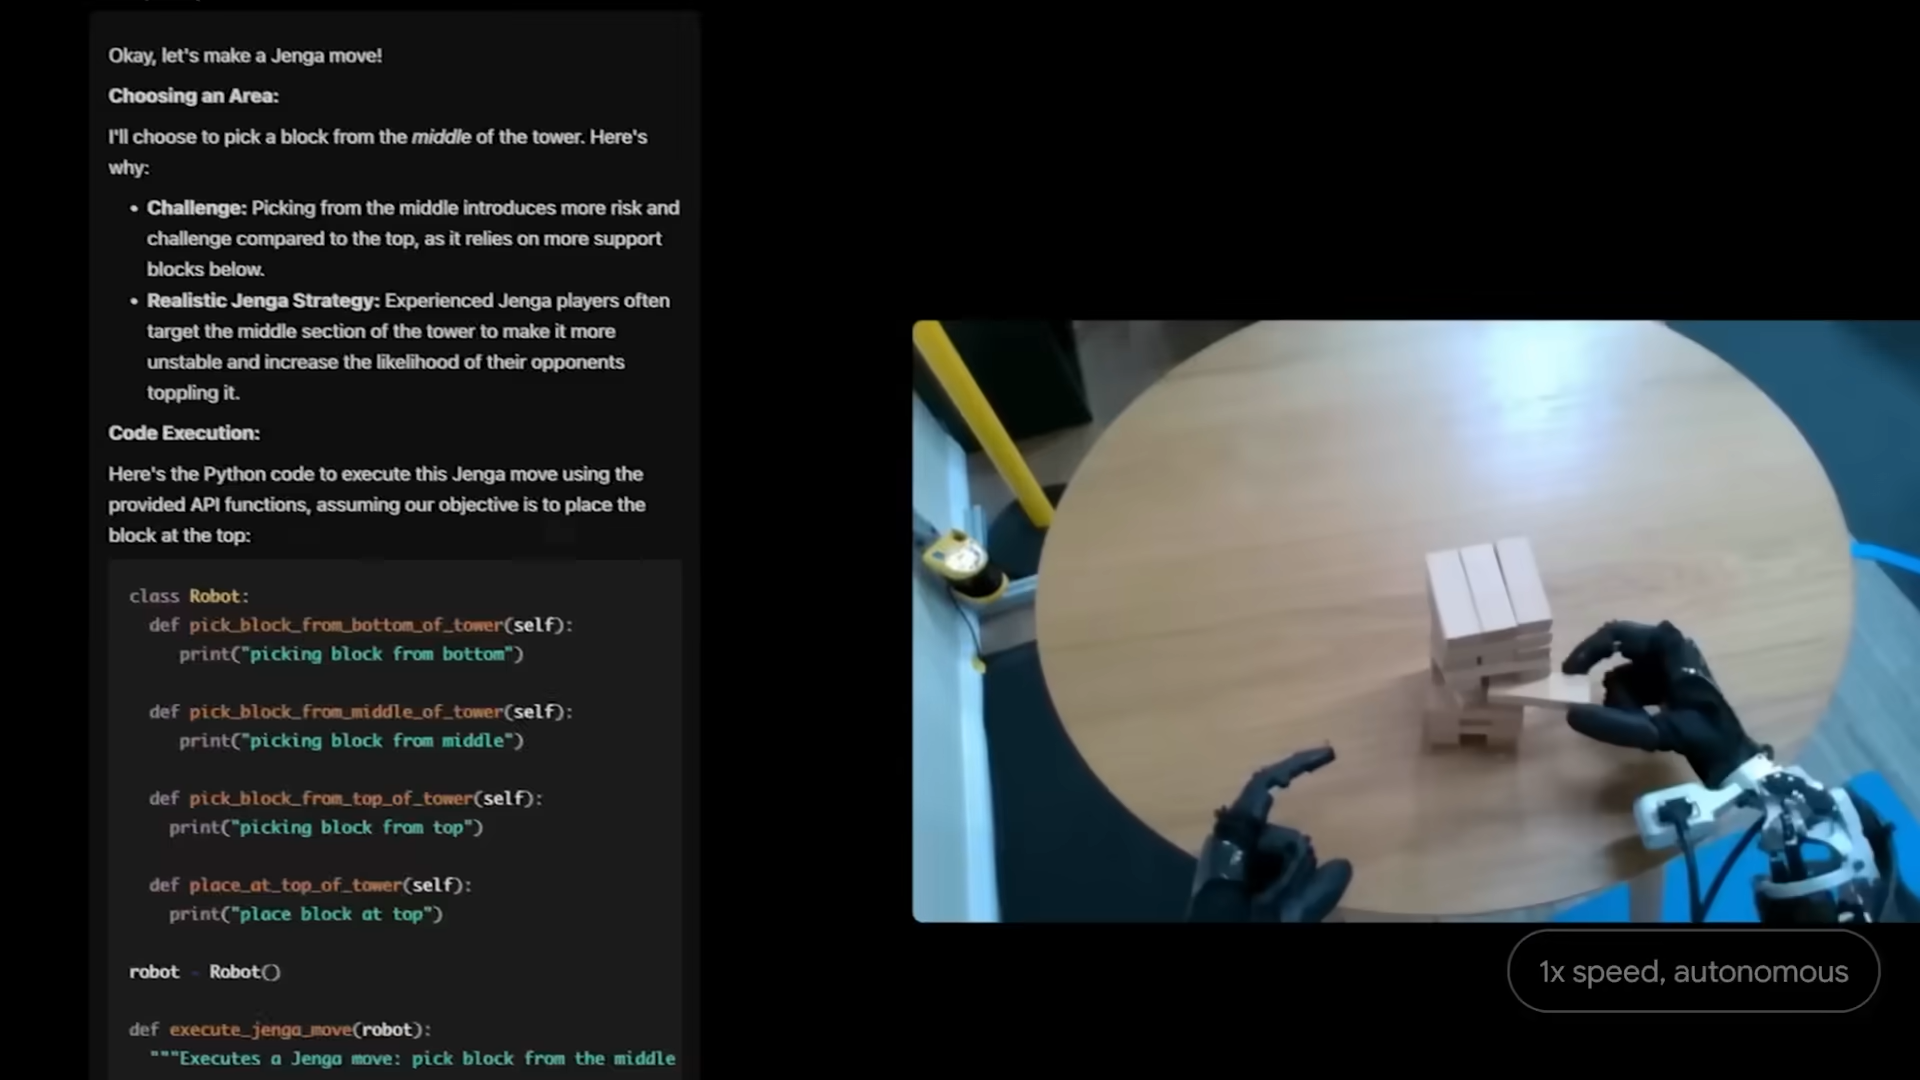 Okay, let's make a Jenga move!
Choosing an Area:
I'll choose to pick a block from the middle of the tower. Here's
why:
• Challenge: Picking from the middle introduces more risk and
challenge compared to the top, as it relies on more support
blocks below.
• Realistic Jenga Strategy: Experienced Jenga players often
target the middle section of the tower to make it more
unstable and increase the likelihood of their opponents
toppling it.
Code Execution:
Here's the Python code to execute this Jenga move using the
provided API functions, assuming our objective is to place the
block at the top:
class Robot:
def pick_block_from_bottom_of_tower(self):
print("picking block from bottom")
def pick_block_from_middle_of_tower(self):
print("picking block from middle")
def pick_block_from_top_of_tower(self):
print("picking block from top")
def place_at_top_of_tower(self):
print("place block at top")
robot = Robot()
def execute_jenga_move(robot):
"""Executes a Jenga move: pick block from the middle
1x speed, autonomous